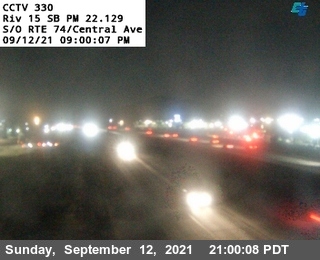 CCTV 330
Riv 15 SB PM 22.129
S/O RTE 74/Central Ave
09/12/21 09:00:07 PM
Sunday, September 12, 2021 21:00:08 PDT